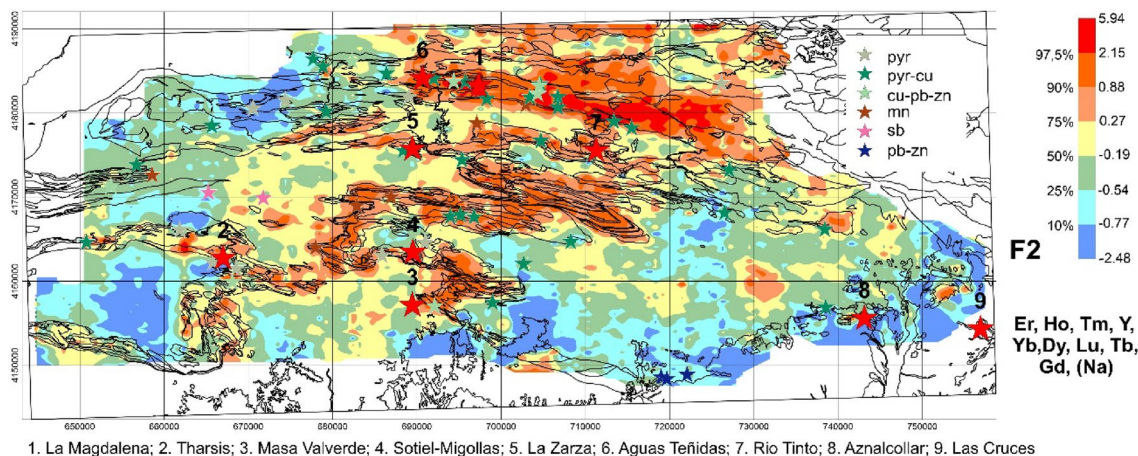 4190000
4180000
4170000
4160000
4150000
650000 660000 670000 680000 690000 700000 710000 720000 730000 740000 750000
6
1
5
7
2
4
3
8
9
pyr
pyr-cu
cu-pb-zn
mn
sb
pb-zn
97,5%
90%
75%
50%
25%
10%
5.94
2.15
0.88
0.27
-0.19
-0.54
-0.77
-2.48
F2
Er, Ho, Tm, Y,
Yb,Dy, Lu, Tb,
Gd, (Na)
1. La Magdalena; 2. Tharsis; 3. Masa Valverde; 4. Sotiel-Migollas; 5. La Zarza; 6. Aguas Teñidas; 7. Rio Tinto; 8. Aznalcollar; 9. Las Cruces